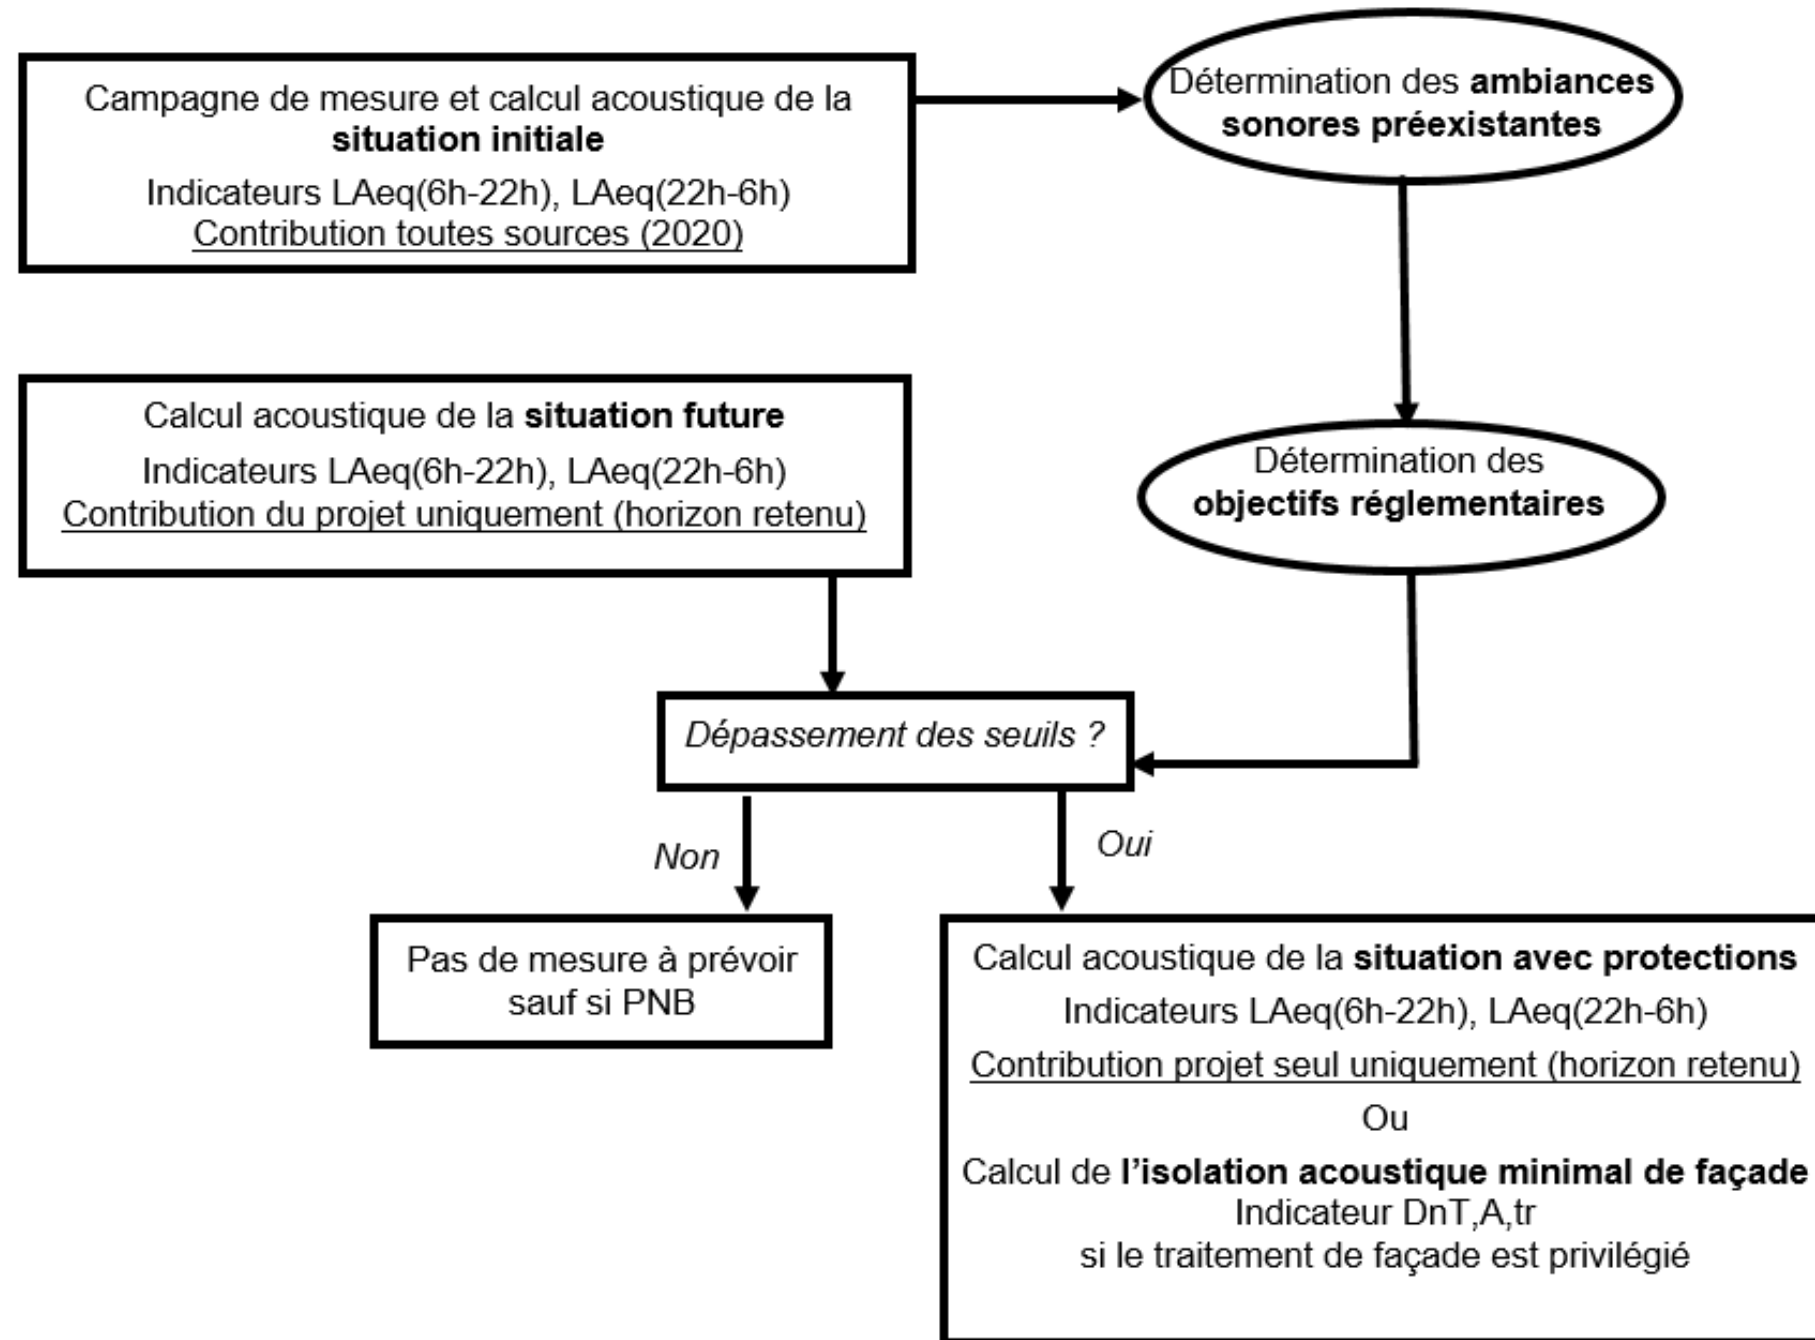 Campagne de mesure et calcul acoustique de la
situation initiale
Indicateurs LAeq(6h-22h), LAeq(22h-6h)
Contribution toutes sources (2020)
Détermination des ambiances
sonores préexistantes
Calcul acoustique de la situation future
Indicateurs LAeq(6h-22h), LAeq(22h-6h)
Contribution du projet uniquement (horizon retenu)
Détermination des
objectifs réglementaires
Dépassement des seuils ?
Non
Oui
Pas de mesure à prévoir
sauf si PNB
Calcul acoustique de la situation avec protections
Indicateurs LAeq(6h-22h), LAeq(22h-6h)
Contribution projet seul uniquement (horizon retenu)
Ou
Calcul de l’isolation acoustique minimal de façade
Indicateur DnT,A,tr
si le traitement de façade est privilégié